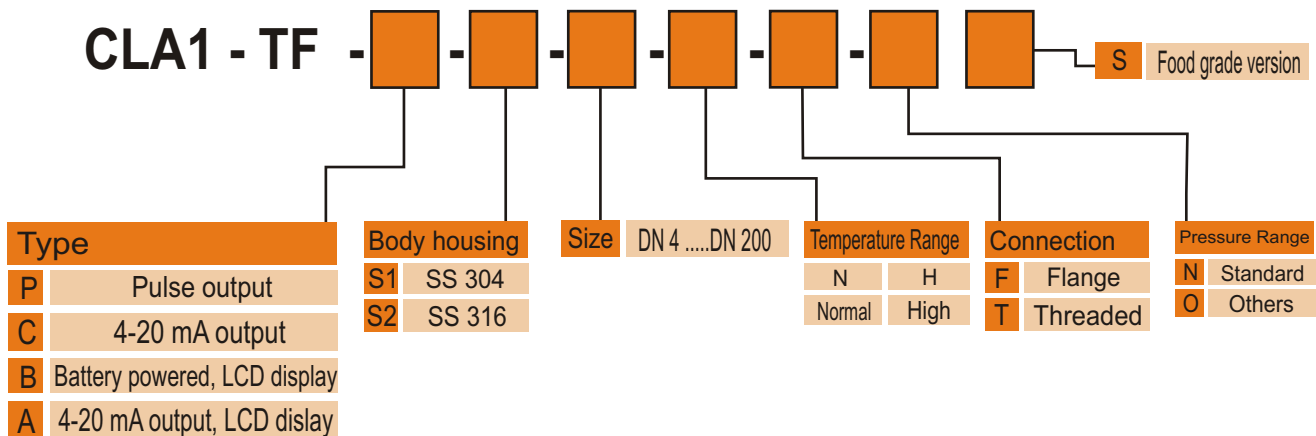 CLA1 - TF - - - - - -
S Food grade version
Type
P Pulse output
C 4-20 mA output
B Battery powered, LCD display
A 4-20 mA output, LCD dislay
Body housing
S1 SS 304
S2 SS 316
Size DN 4 .....DN 200
Temperature Range
N H
Normal High
Connection
F Flange
T Threaded
Pressure Range
N Standard
O Others